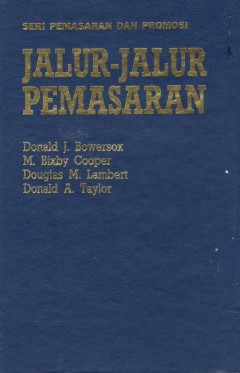 SERI PEMASARAN DAN PROMOSI
JALUR-JALUR
PEMASARAN
Donald J. Bowersox
M. Bixby Cooper
Douglas M. Lambert
Donald A. Taylor